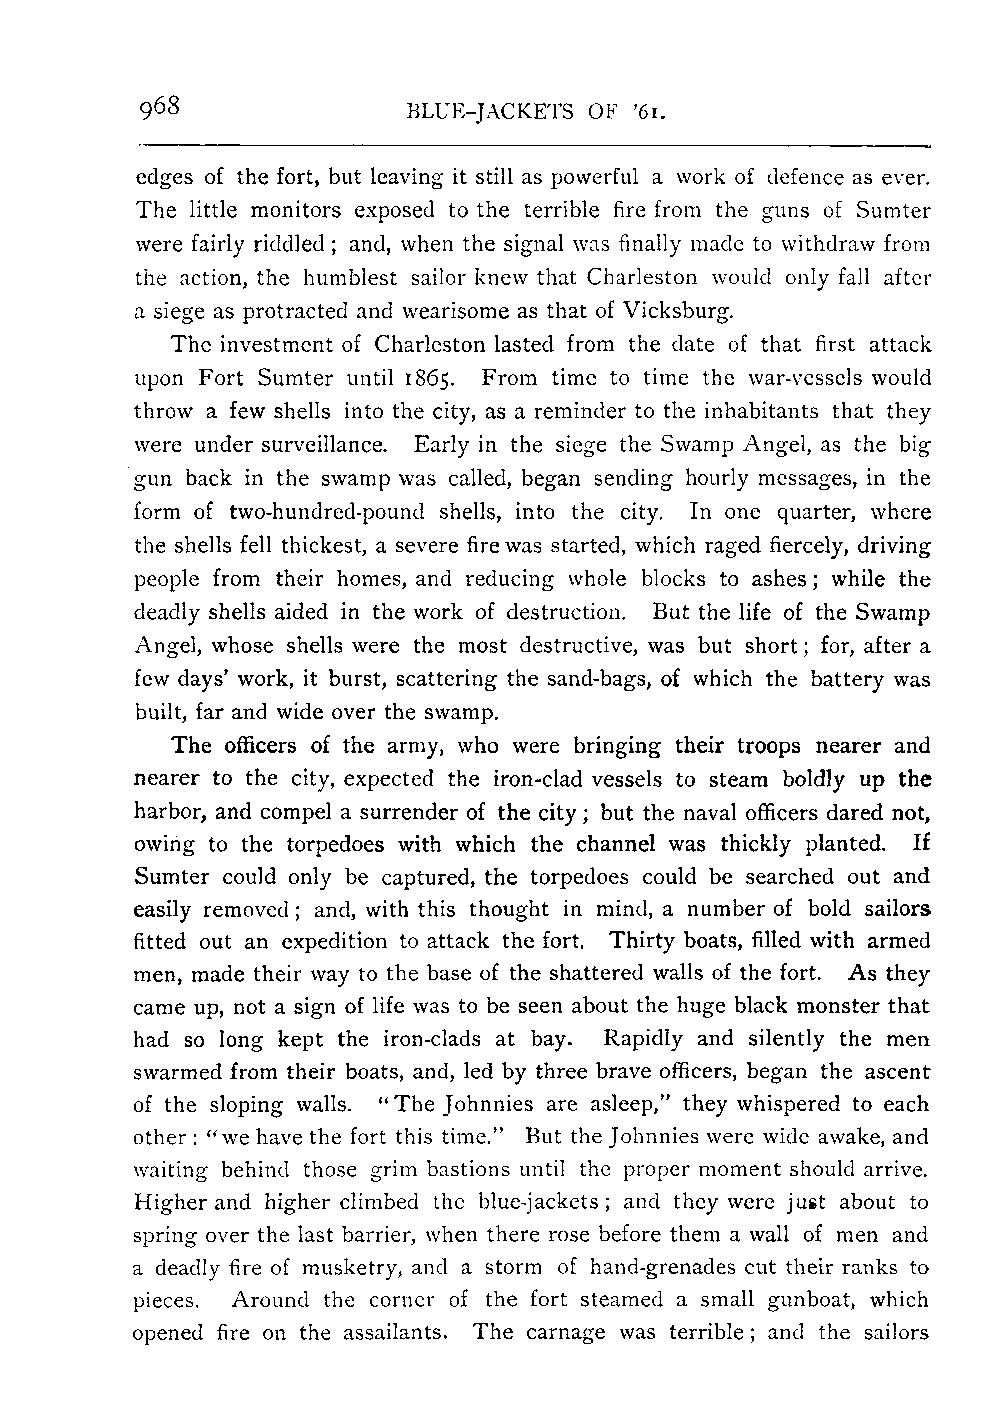 968 BLUE-JACKETS OF '61.
edges of the fort, but leaving it still as powerful a work of defence as ever.
The little monitors exposed to the terrible fire from the guns of Sumter
were fairly riddled; and, when the signal was finally made to withdraw from
the action, the humblest sailor knew that Charleston would only fall after
a siege as protracted and wearisome as that of Vicksburg.
The investment of Charleston lasted from the date of that first attack
upon Fort Sumter until 1865. From time to time the war-vessels would
throw a few shells into the city, as a reminder to the inhabitants that they
were under surveillance. Early in the siege the Swamp Angel, as the big
gun back in the swamp was called, began sending hourly messages, in the
form of two-hundred-pound shells, into the city. In one quarter, where
the shells fell thickest, a severe fire was started, which raged fiercely, driving
people from their homes, and reducing whole blocks to ashes; while the
deadly shells aided in the work of destruction. But the life of the Swamp
Angel, whose shells were the most destructive, was but short; for, after a
few days' work, it burst, scattering the sand-bags, of which the battery was
built, far and wide over the swamp.
The officers of the army, who were bringing their troops nearer and
nearer to the city, expected the iron-clad vessels to steam boldly up the
harbor, and compel a surrender of the city; but the naval officers dared not,
owing to the torpedoes with which the channel was thickly planted. If
Sumter could only be captured, the torpedoes could be searched out and
easily removed; and, with this thought in mind, a number of bold sailors
fitted out an expedition to attack the fort. Thirty boats, filled with armed
men, made their way to the base of the shattered walls of the fort. As they
came up, not a sign of life was to be seen about the huge black monster that
had so long kept the iron-clads at bay. Rapidly and silently the men
swarmed from their boats, and, led by three brave officers, began the ascent
of the sloping walls. "The Johnnies are asleep," they whispered to each
other: "we have the fort this time." But the Johnnies were wide awake, and
waiting behind those grim bastions until the proper moment should arrive.
Higher and higher climbed the blue-jackets; and they were just about to
spring over the last barrier, when there rose before them a wall of men and
a deadly fire of musketry, and a storm of hand-grenades cut their ranks to
pieces. Around the corner of the fort steamed a small gunboat, which
opened fire on the assailants. The carnage was terrible; and the sailors